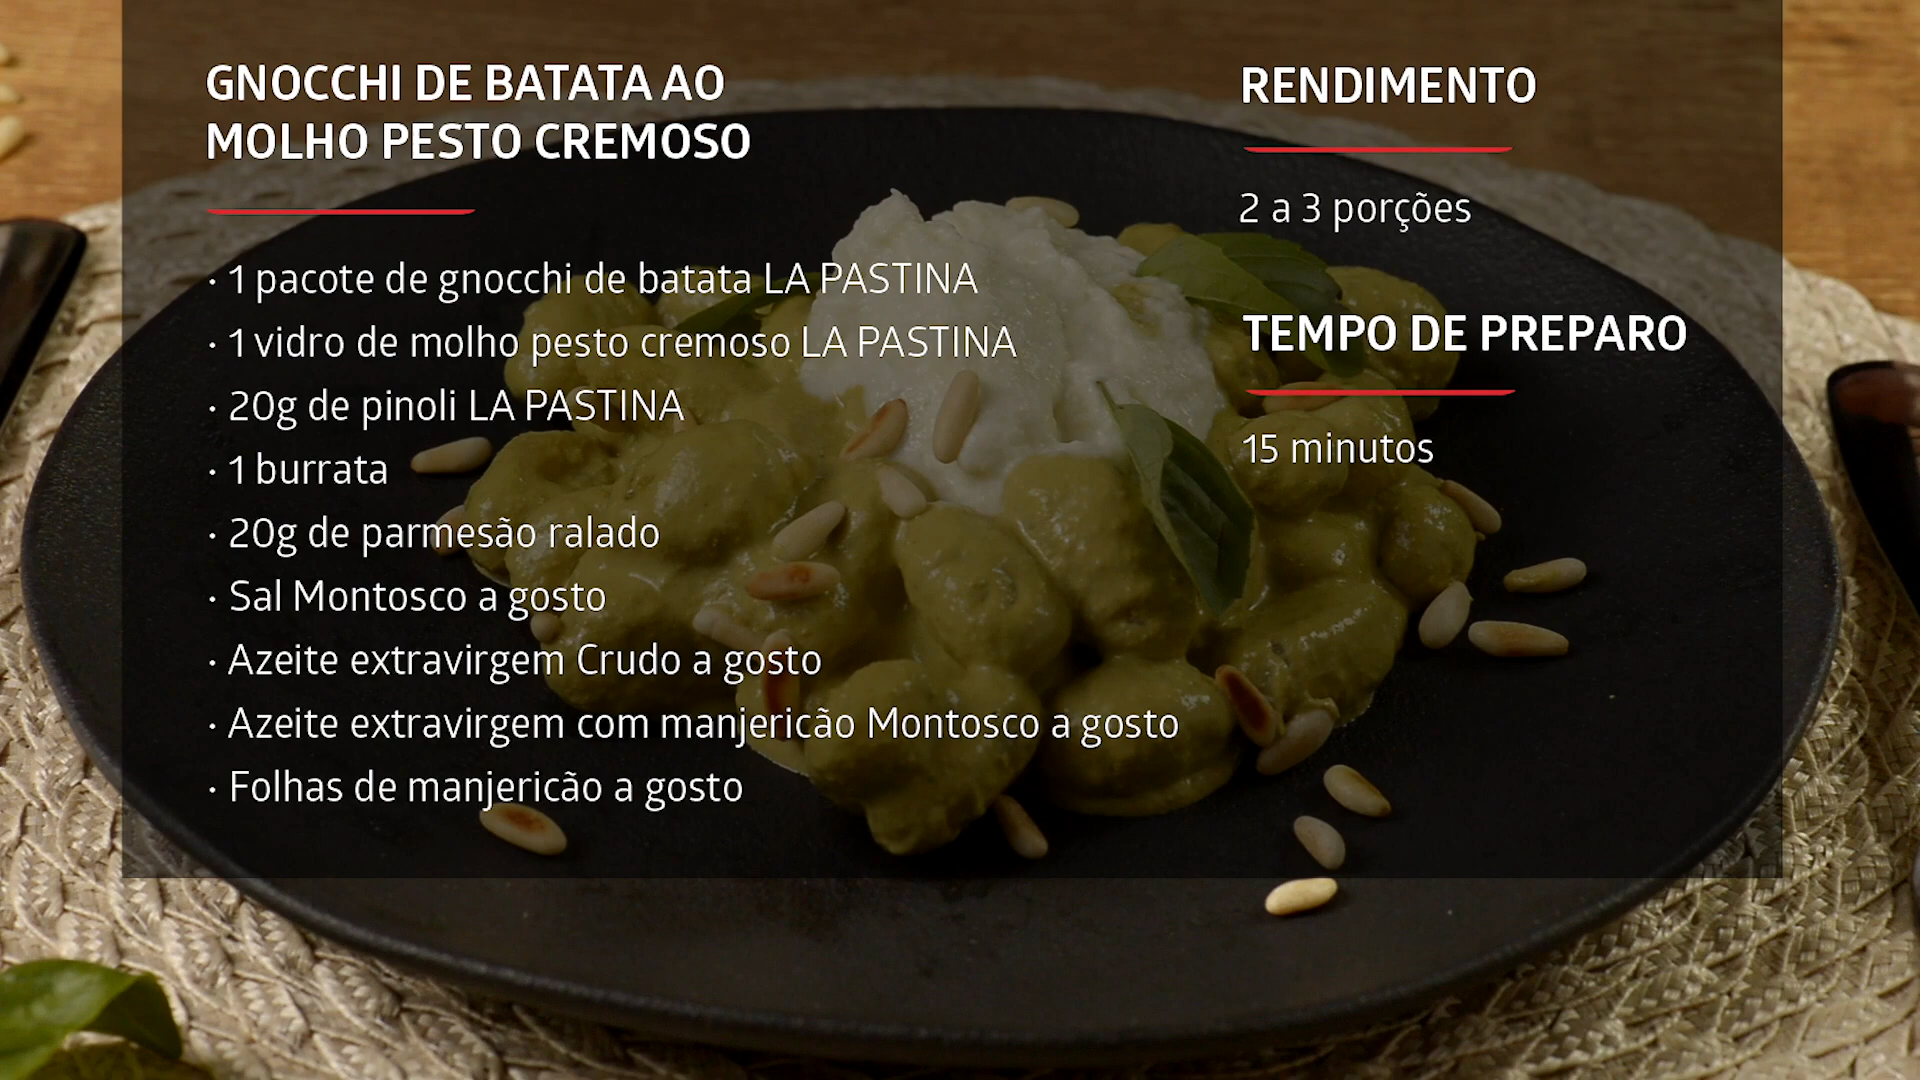 GNOCCHI DE BATATA AO
MOLHO PESTO CREMOSO
· 1 pacote de gnocchi de batata LA PASTINA
· 1 vidro de molho pesto cremoso LA PASTINA
· 20g de pinoli LA PASTINA
· 1 burrata
· 20g de parmesão ralado
· Sal Montosco a gosto
· Azeite extravirgem Crudo a gosto
· Azeite extravirgem com manjericão Montosco a gosto
· Folhas de manjericão a gosto
RENDIMENTO
2 a 3 porções
TEMPO DE PREPARO
15 minutos